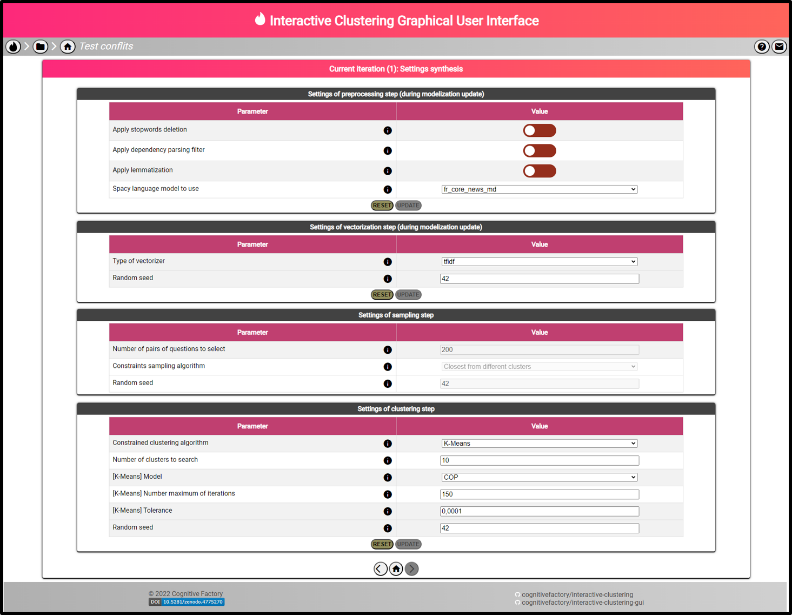 Interactive Clustering Graphical User Interface
Test conflits
Current iteration (1): Settings synthesis
Settings of preprocessing step (during modelization update)
Parameter Value
Apply stopwords deletion
Apply dependency parsing filter
Apply lemmatization
Spacy language model to use fr_core_news_md
RESET UPDATE
Settings of vectorization step (during modelization update)
Parameter Value
Type of vectorizer tfidf
Random seed 42
RESET UPDATE
Settings of sampling step
Parameter Value
Number of pairs of questions to select 200
Constraints sampling algorithm Closest from different clusters
Random seed 42
Settings of clustering step
Parameter Value
Constrained clustering algorithm K-Means
Number of clusters to search 10
[K-Means] Model COP
[K-Means] Number maximum of iterations 150
[K-Means] Tolerance 0,0001
Random seed 42
RESET UPDATE
© 2022 Cognitive Factory
DOI 10.5281/zenodo.4775270
cognitivefactory/interactive-clustering
cognitivefactory/interactive-clustering-gui